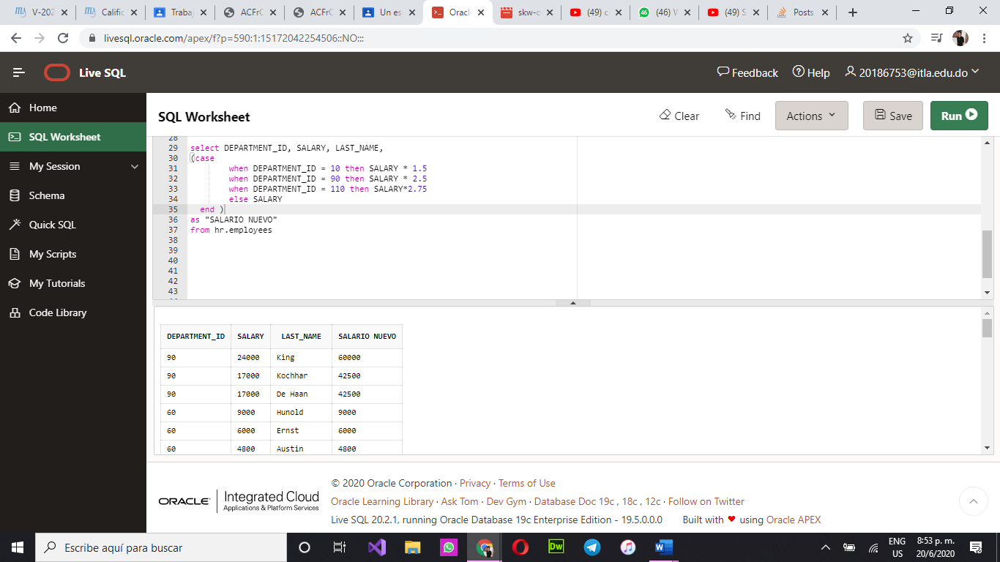 V-202 Calific Trabaj ACFrC ACFrC Un es Oracl skw-c (49) c (46) V (49) S Posts
livesql.oracle.com/apex/f?p=590:1:15172042254506::NO:::
Live SQL Feedback Help 20186753@itla.edu.do
Home
SQL Worksheet
My Session
Schema
Quick SQL
My Scripts
My Tutorials
Code Library
SQL Worksheet Clear Find Actions Save Run
28
29 select DEPARTMENT_ID, SALARY, LAST_NAME,
30 (case
31 when DEPARTMENT_ID = 10 then SALARY * 1.5
32 when DEPARTMENT_ID = 90 then SALARY * 2.5
33 when DEPARTMENT_ID = 110 then SALARY*2.75
34 else SALARY
35 end )
36 as "SALARIO NUEVO"
37 from hr.employees
38
39
40
41
42
43
DEPARTMENT_ID SALARY LAST_NAME SALARIO NUEVO
90 24000 King 60000
90 17000 Kochhar 42500
90 17000 De Haan 42500
60 9000 Hunold 9000
60 6000 Ernst 6000
60 4800 Austin 4800
ORACLE Integrated Cloud
Applications & Platform Services
© 2020 Oracle Corporation · Privacy · Terms of Use
Oracle Learning Library · Ask Tom · Dev Gym · Database Doc 19c , 18c , 12c · Follow on Twitter
Live SQL 20.2.1, running Oracle Database 19c Enterprise Edition - 19.5.0.0.0 Built with ♥ using Oracle APEX
Escribe aquí para buscar
Dw
ENG
US
8:53 p. m.
20/6/2020